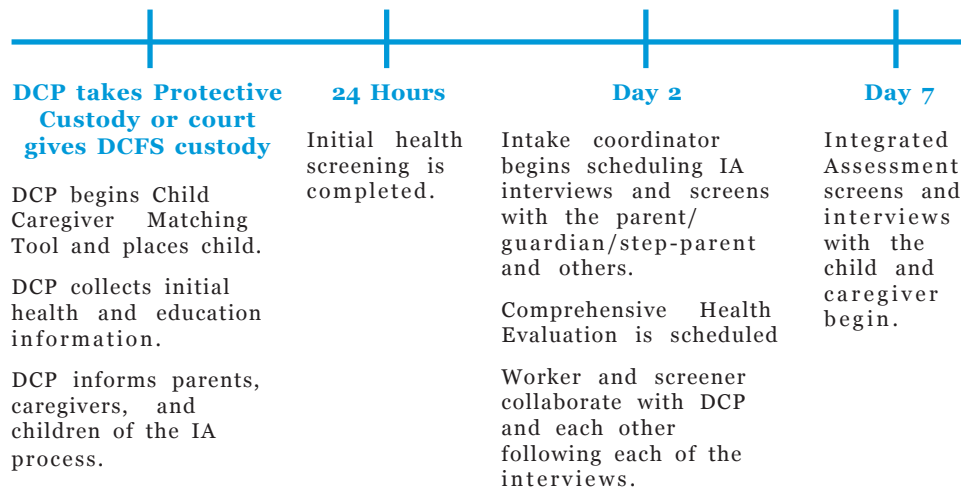 DCP takes Protective
Custody or court
gives DCFS custody
DCP begins Child
Caregiver Matching
Tool and places child.
DCP collects initial
health and education
information.
DCP informs parents,
caregivers, and
children of the IA
process.
24 Hours
Initial health
screening is
completed.
Day 2
Intake coordinator
begins scheduling IA
interviews and screens
with the parent/
guardian/step-parent
and others.
Comprehensive Health
Evaluation is scheduled
Worker and screener
collaborate with DCP
and each other
following each of the
interviews.
Day 7
Integrated
Assessment
screens and
interviews
with the
child and
caregiver
begin.